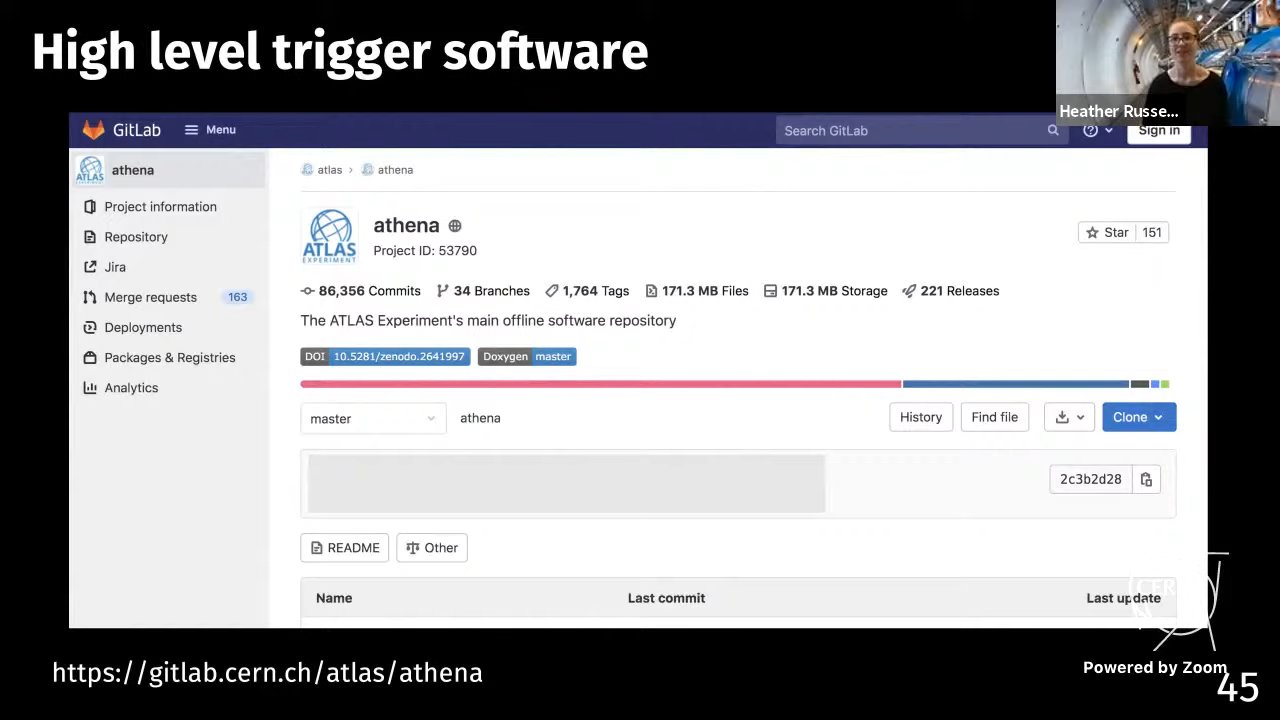 High level trigger software
Heather Russe...
GitLab Menu Search GitLab Sign in
ATLAS athena
Project information
Repository
Jira
Merge requests 163
Deployments
Packages & Registries
Analytics
atlas › athena
ATLAS EXPERIMENT
athena
Project ID: 53790
Star 151
86,356 Commits 34 Branches 1,764 Tags 171.3 MB Files 171.3 MB Storage 221 Releases
The ATLAS Experiment's main offline software repository
DOI 10.5281/zenodo.2641997 Doxygen master
master athena History Find file Clone
2c3b2d28
README Other
Name Last commit Last update
CERN
https://gitlab.cern.ch/atlas/athena
Powered by Zoom
45